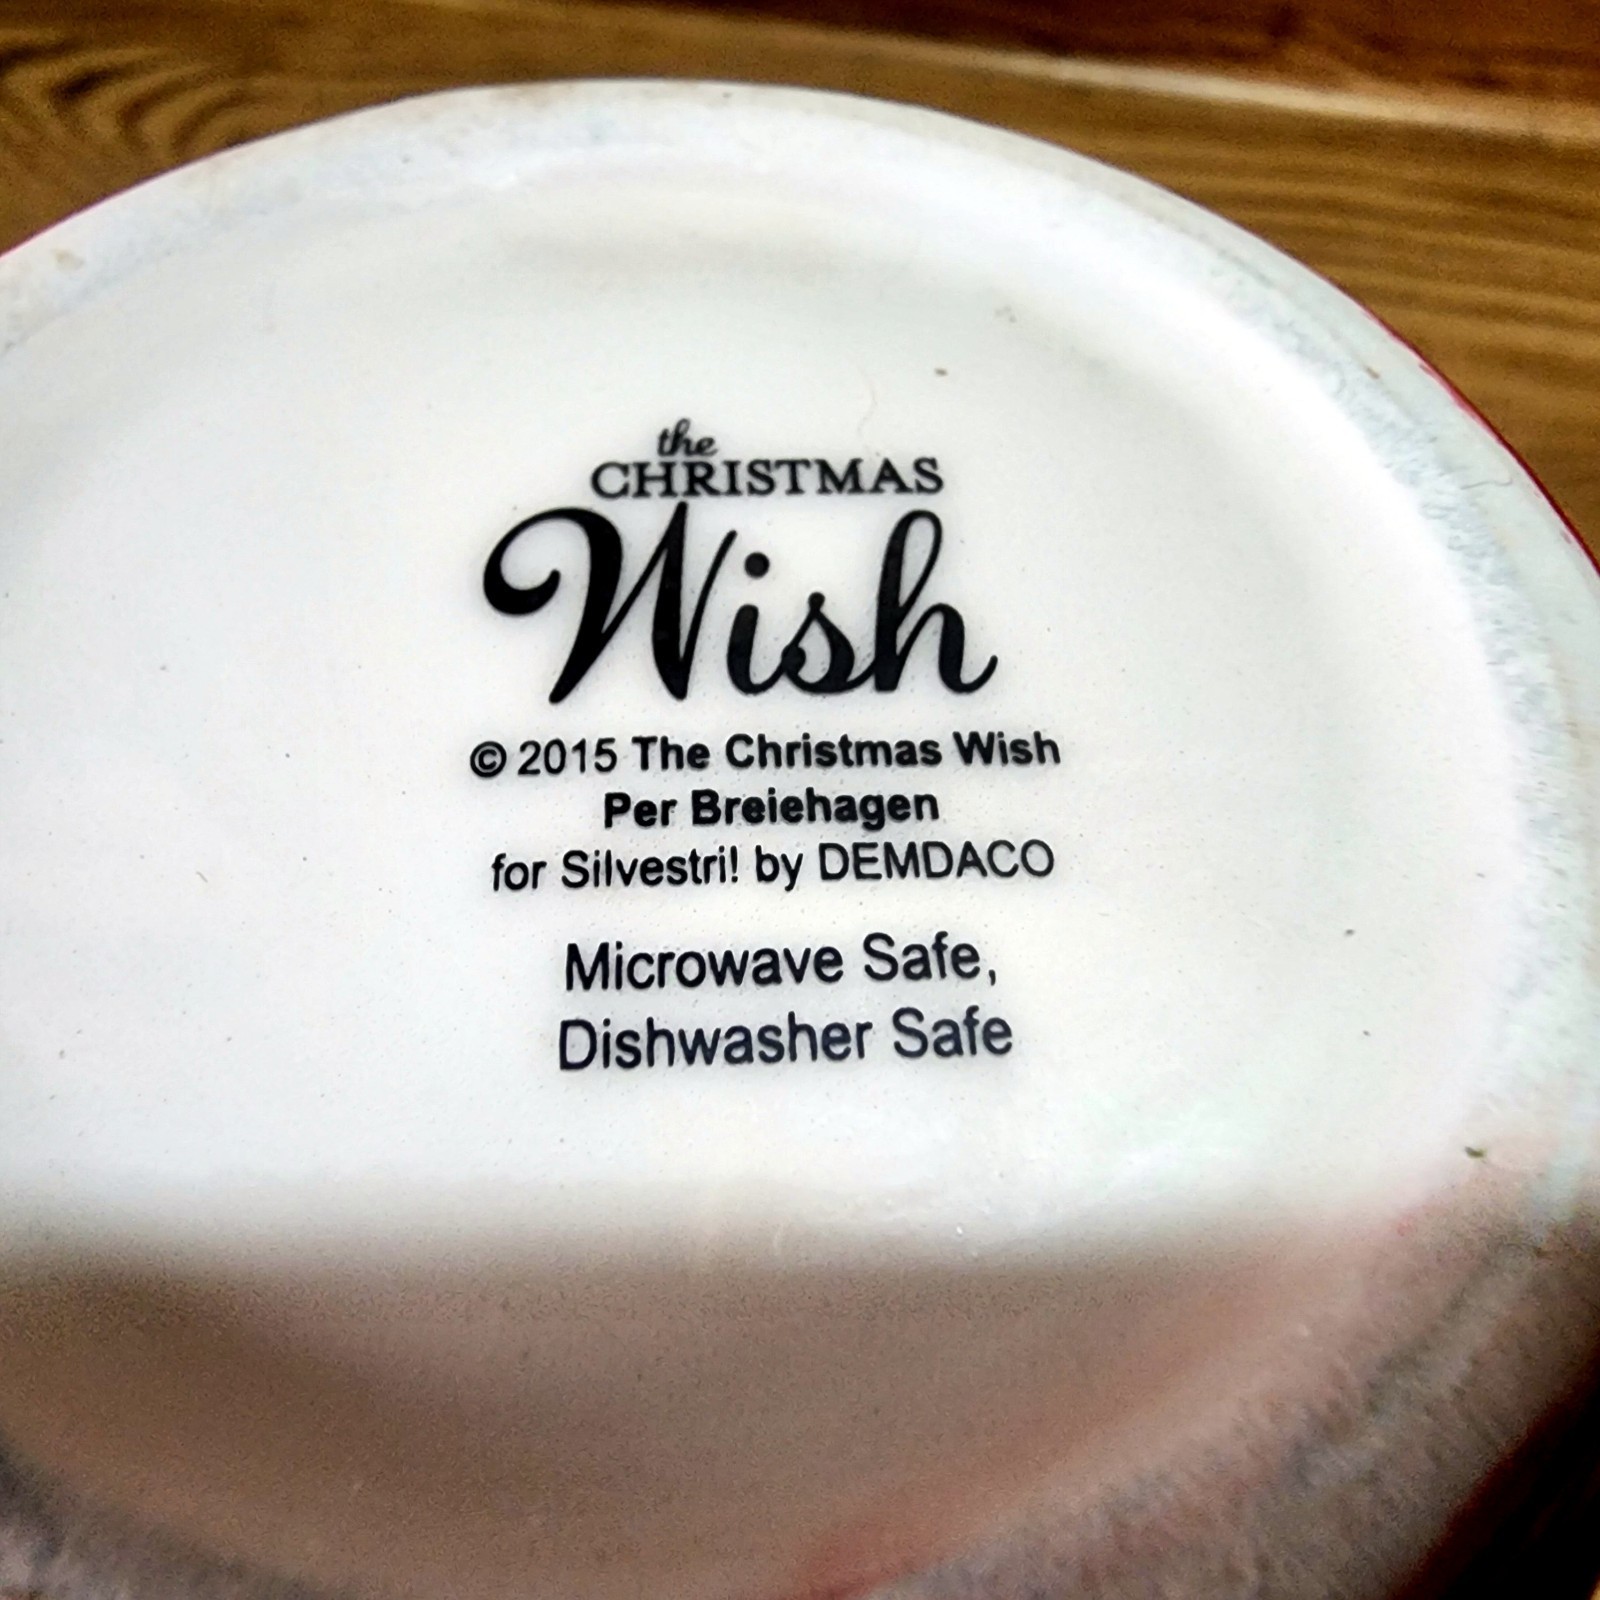 the
CHRISTMAS
Wish
© 2015 The Christmas Wish
Per Breiehagen
for Silvestri! by DEMDACO
Microwave Safe,
Dishwasher Safe